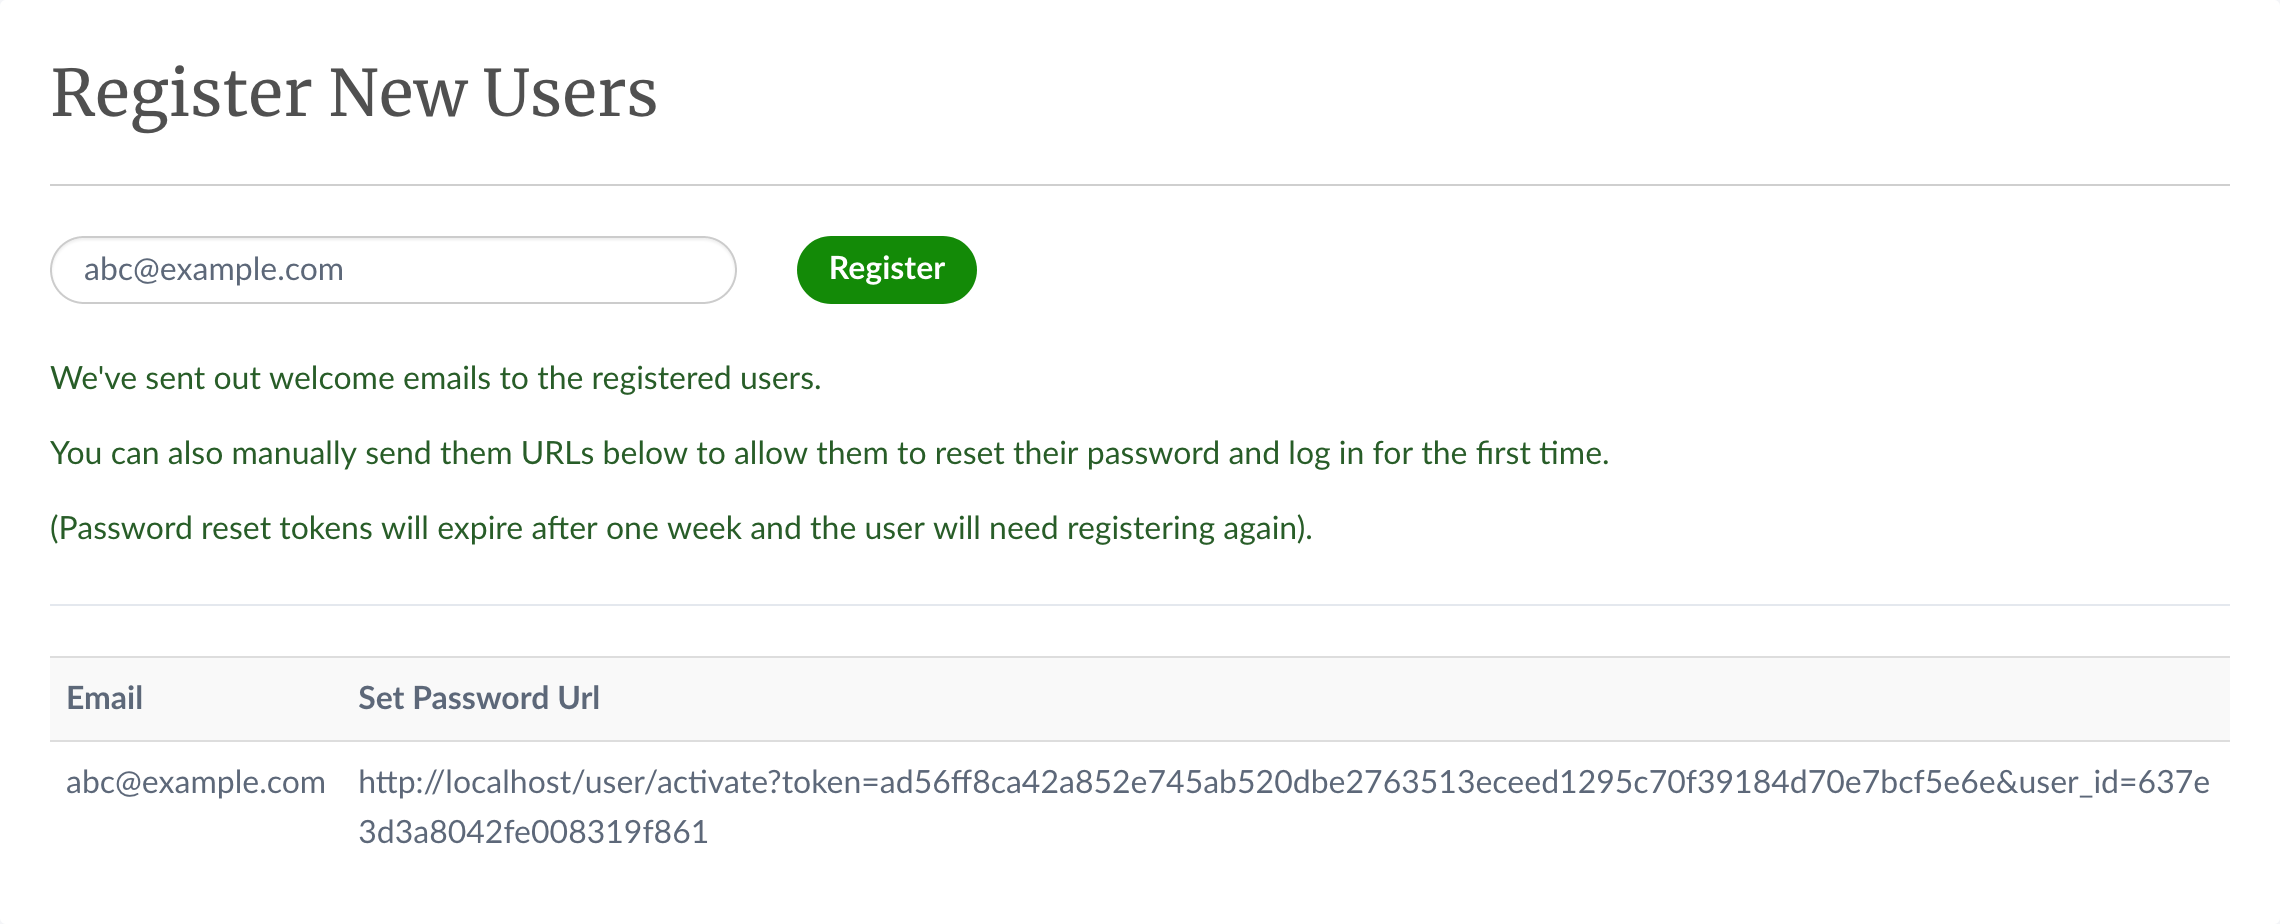 Register New Users
abc@example.com
Register
We've sent out welcome emails to the registered users.
You can also manually send them URLs below to allow them to reset their password and log in for the first time.
(Password reset tokens will expire after one week and the user will need registering again).
Email Set Password Url
abc@example.com http://localhost/user/activate?token=ad56ff8ca42a852e745ab520dbe2763513eceed1295c70f39184d70e7bcf5e6e&user_id=637e
3d3a8042fe008319f861